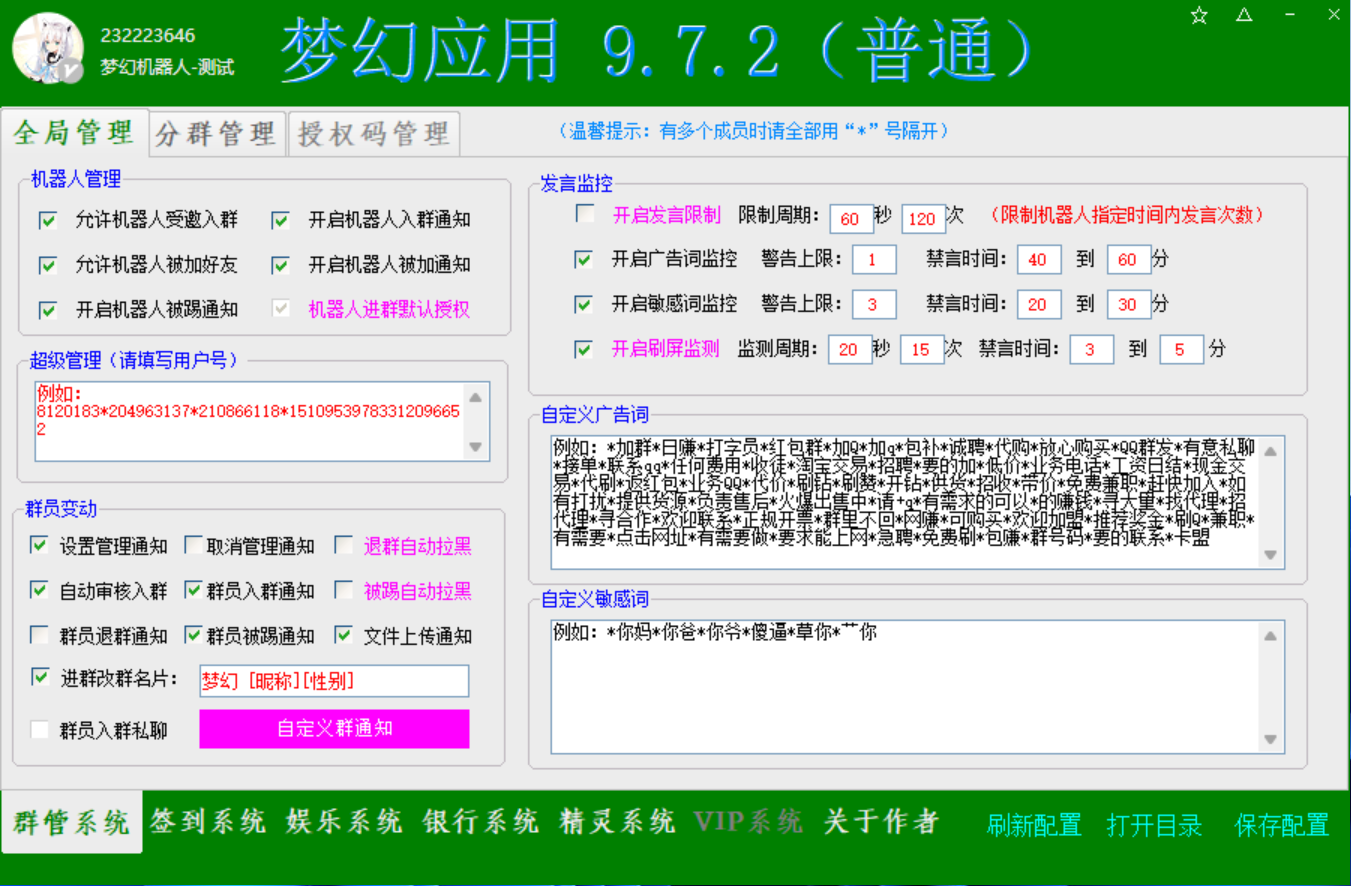 232223646
梦幻机器人-测试
梦幻应用 9.7.2（普通）
全局管理 分群管理 授权码管理 （温馨提示：有多个成员时请全部用“*”号隔开）
机器人管理
允许机器人受邀入群 开启机器人入群通知
允许机器人被加好友 开启机器人被加通知
开启机器人被踢通知 机器人进群默认授权
超级管理（请填写用户号）
例如：
8120183*204963137*210866118*1510953978331209665
2
群员变动
设置管理通知 取消管理通知 退群自动拉黑
自动审核入群 群员入群通知 被踢自动拉黑
群员退群通知 群员被踢通知 文件上传通知
进群改群名片： 梦幻 [昵称][性别]
群员入群私聊 自定义群通知
发言监控
开启发言限制 限制周期： 60 秒 120 次 （限制机器人指定时间内发言次数）
开启广告词监控 警告上限： 1 禁言时间： 40 到 60 分
开启敏感词监控 警告上限： 3 禁言时间： 20 到 30 分
开启刷屏监测 监测周期： 20 秒 15 次 禁言时间： 3 到 5 分
自定义广告词
例如：*加群*日赚*打字员*红包群*加Q*加q*包补*诚聘*代购*放心购买*QQ群发*有意私聊
*接单*联系qq*任何费用*收徒*淘宝交易*招聘*要的加*低价*业务电话*工资日结*现金交
易*代刷*返红包*业务QQ*代价*刷钻*刷赞*开钻*供货*招收*带价*免费兼职*赶快加入*如
有打扰*提供货源*负责售后*火爆出售中*请+q*有需求的可以*的赚钱*寻大量*找代理*招
代理*寻合作*欢迎联系*正规开票*群里不回*网赚*可购买*欢迎加盟*推荐奖金*刷Q*兼职*
有需要*点击网址*有需要做*要求能上网*急聘*免费刷*包赚*群号码*要的联系*卡盟
自定义敏感词
例如：*你妈*你爸*你爷*傻逼*草你*艹你
群管系统 签到系统 娱乐系统 银行系统 精灵系统 VIP系统 关于作者 刷新配置 打开目录 保存配置